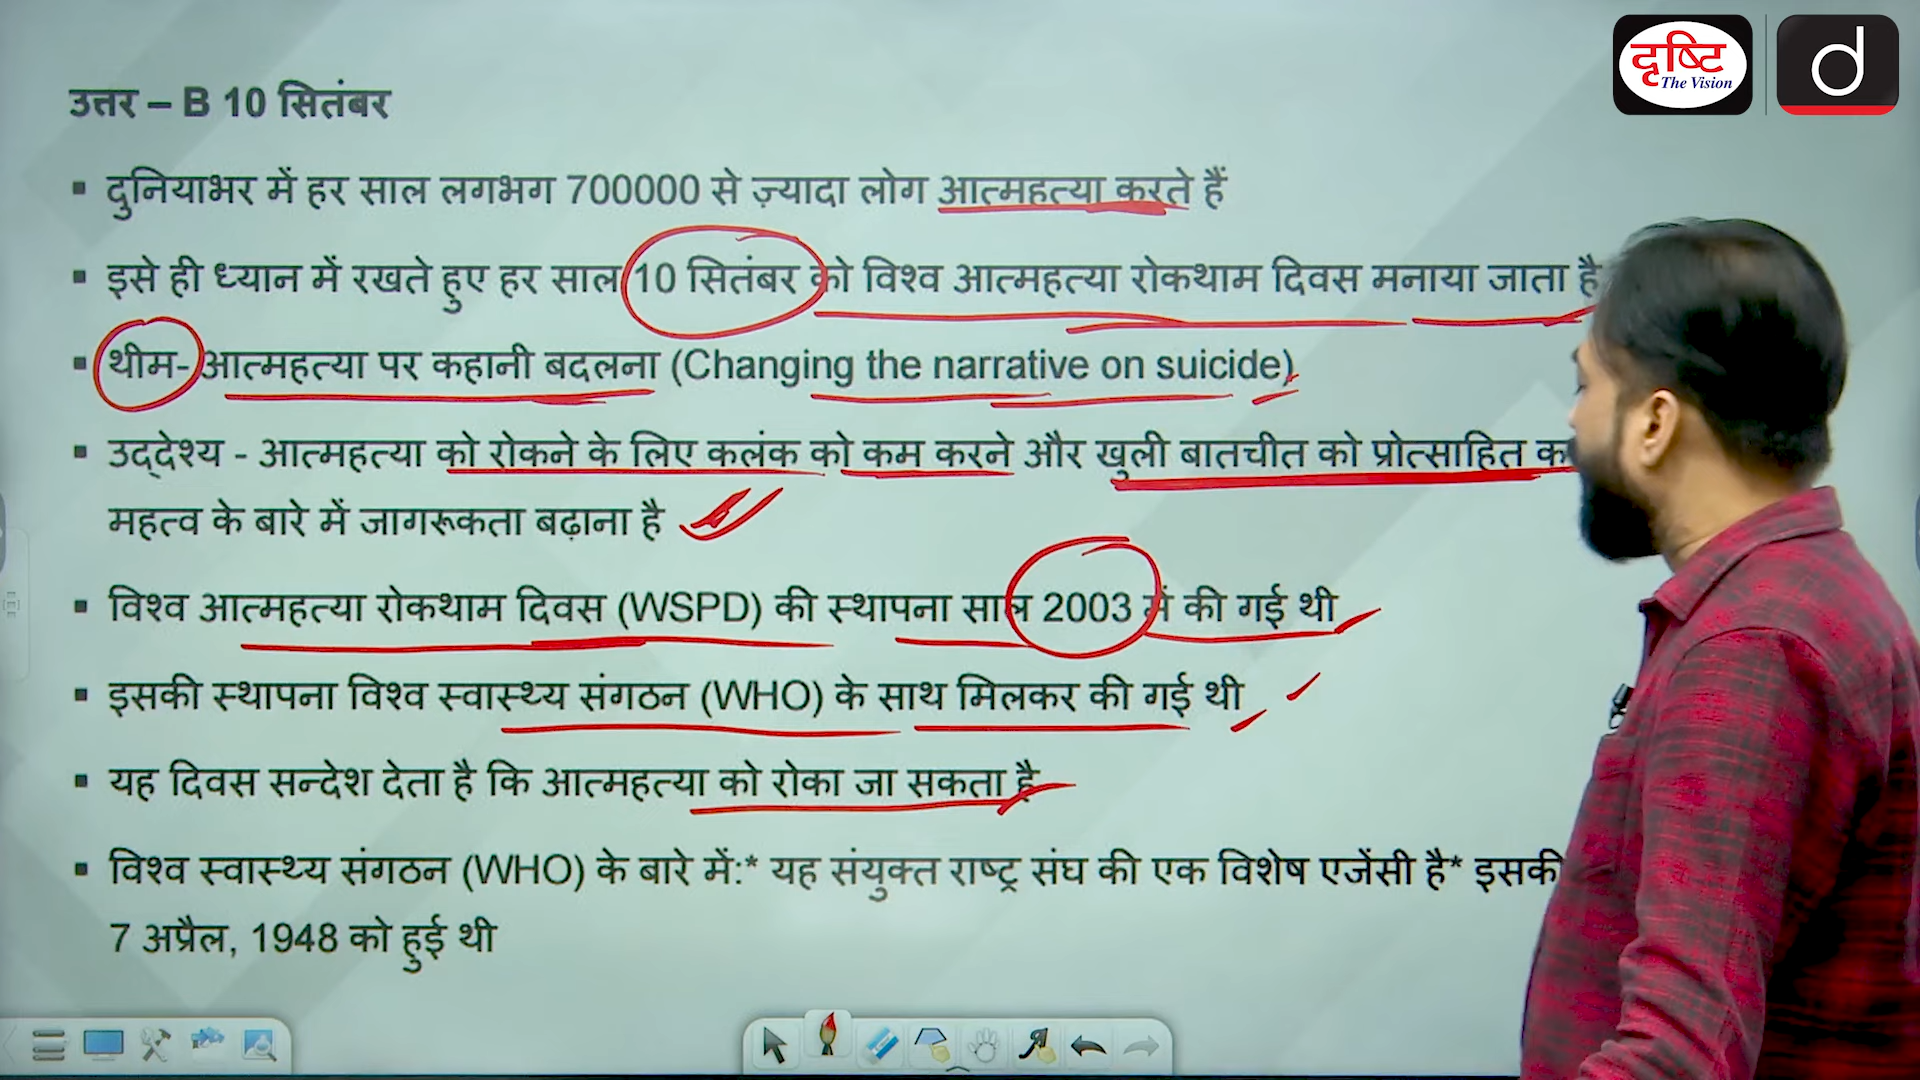 दृष्टि
The Vision
d
उत्तर – B 10 सितंबर
▪ दुनियाभर में हर साल लगभग 700000 से ज़्यादा लोग आत्महत्या करते हैं
▪ इसे ही ध्यान में रखते हुए हर साल 10 सितंबर को विश्व आत्महत्या रोकथाम दिवस मनाया जाता है
▪ थीम- आत्महत्या पर कहानी बदलना (Changing the narrative on suicide)
▪ उद्देश्य - आत्महत्या को रोकने के लिए कलंक को कम करने और खुली बातचीत को प्रोत्साहित
महत्व के बारे में जागरूकता बढ़ाना है
▪ विश्व आत्महत्या रोकथाम दिवस (WSPD) की स्थापना साल 2003 में की गई थी
▪ इसकी स्थापना विश्व स्वास्थ्य संगठन (WHO) के साथ मिलकर की गई थी
▪ यह दिवस सन्देश देता है कि आत्महत्या को रोका जा सकता है
▪ विश्व स्वास्थ्य संगठन (WHO) के बारे में:* यह संयुक्त राष्ट्र संघ की एक विशेष एजेंसी है* इसकी
7 अप्रैल, 1948 को हुई थी